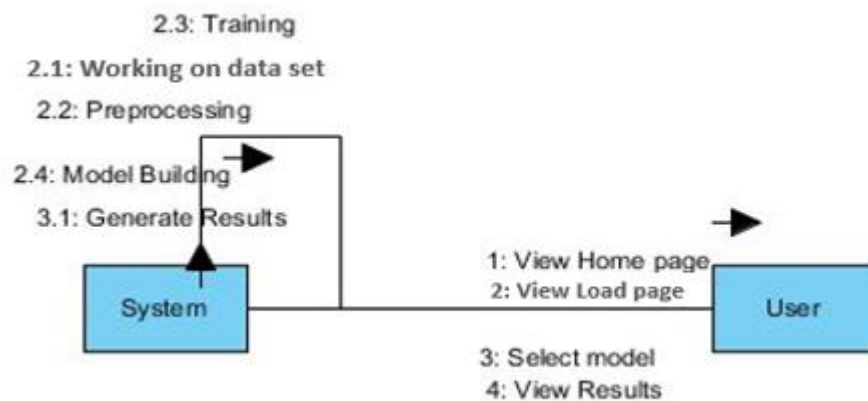 2.3: Training
2.1: Working on data set
2.2: Preprocessing
2.4: Model Building
3.1: Generate Results
System
1: View Home page
2: View Load page
User
3: Select model
4: View Results